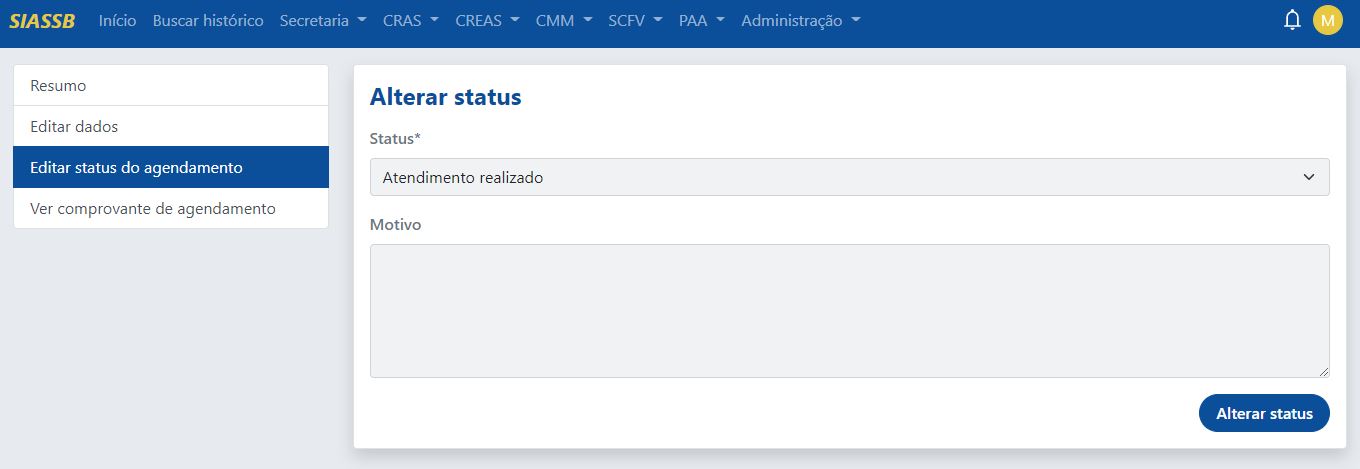 SIASSB Início Buscar histórico Secretaria CRAS CREAS CMM SCFV PAA Administração M
Resumo
Editar dados
Editar status do agendamento
Ver comprovante de agendamento
Alterar status
Status*
Atendimento realizado
Motivo
Alterar status